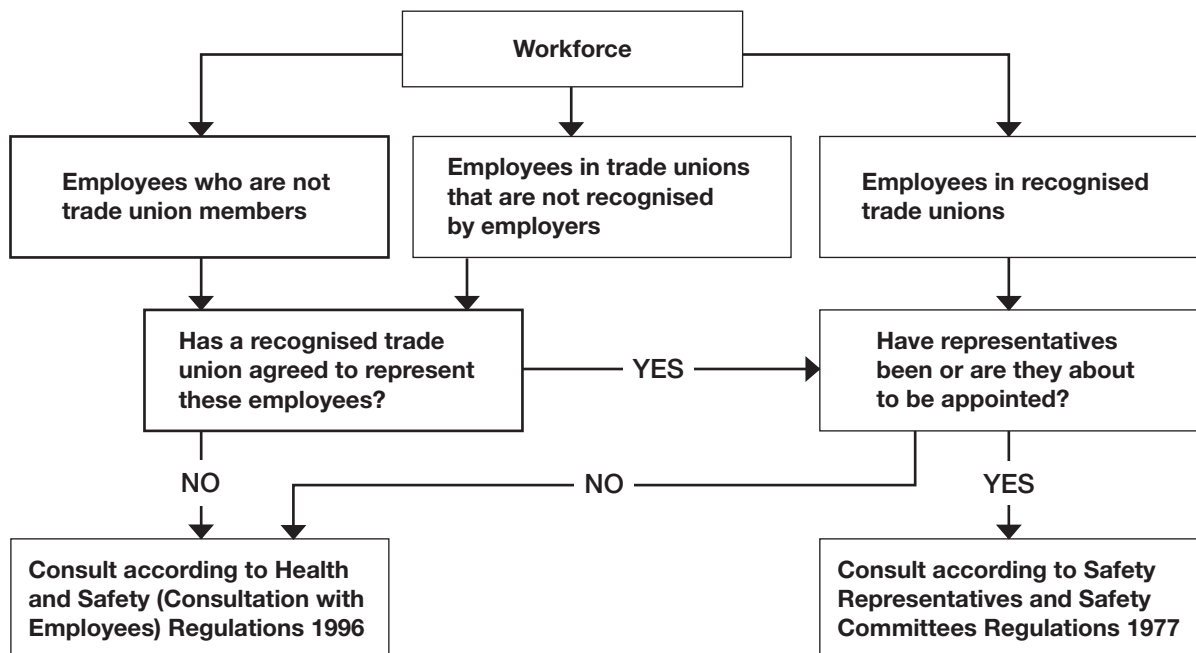 Workforce
Employees who are not
trade union members
Employees in trade unions
that are not recognised
by employers
Employees in recognised
trade unions
Has a recognised trade
union agreed to represent
these employees?
YES
Have representatives
been or are they about
to be appointed?
NO
NO
YES
Consult according to Health
and Safety (Consultation with
Employees) Regulations 1996
Consult according to Safety
Representatives and Safety
Committees Regulations 1977